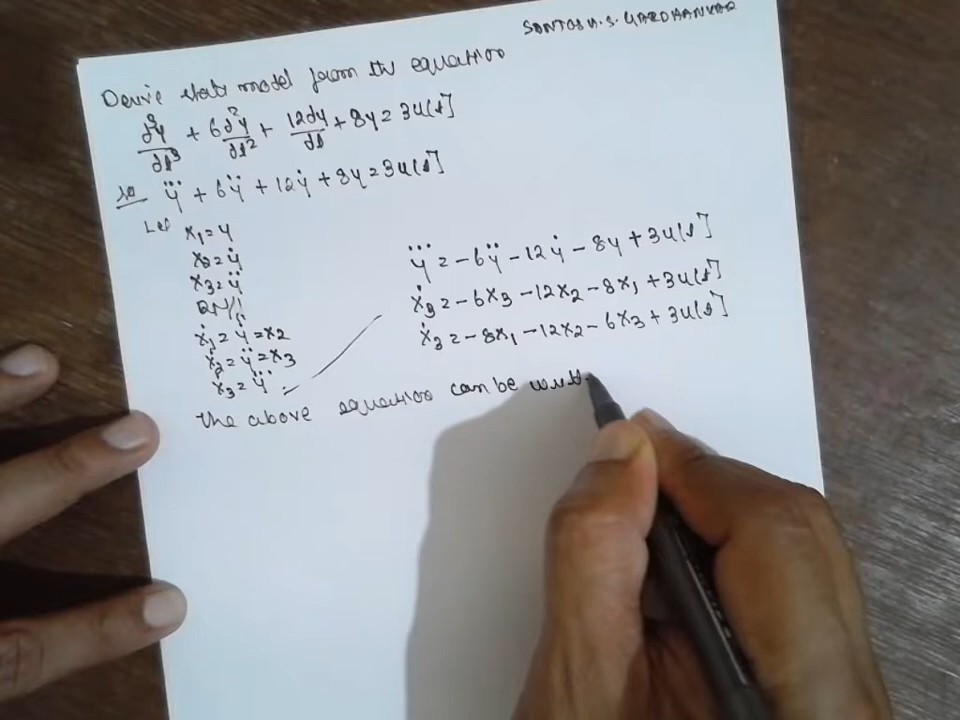 SANTOSH.S. GARDHANKAR
Derive state model from the equation
d³y/dt³ + 6d²y/dt² + 12dy/dt + 8y = 3u(t)
y⃛ + 6ÿ + 12ẏ + 8y = 3u(t)
Let
x₁ = y
x₂ = ẏ
x₃ = ÿ
ẋ₁ = ẏ = x₂
ẋ₂ = ÿ = x₃
ẋ₃ = y⃛
y⃛ = -6ÿ - 12ẏ - 8y + 3u(t)
ẋ₃ = -6x₃ - 12x₂ - 8x₁ + 3u(t)
ẋ₃ = -8x₁ - 12x₂ - 6x₃ + 3u(t)
The above equation can be